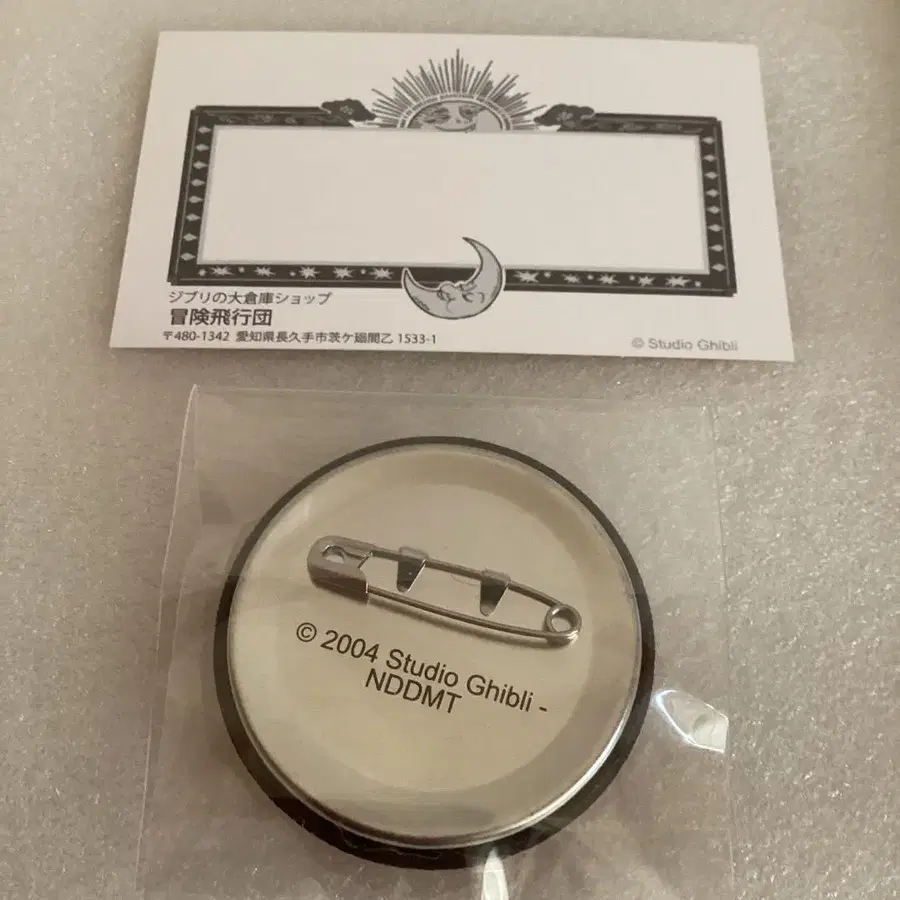 ジブリの大倉庫ショップ
冒険飛行団
〒480-1342 愛知県長久手市茨ケ廻間乙 1533-1
© Studio Ghibli
© 2004 Studio Ghibli -
NDDMT